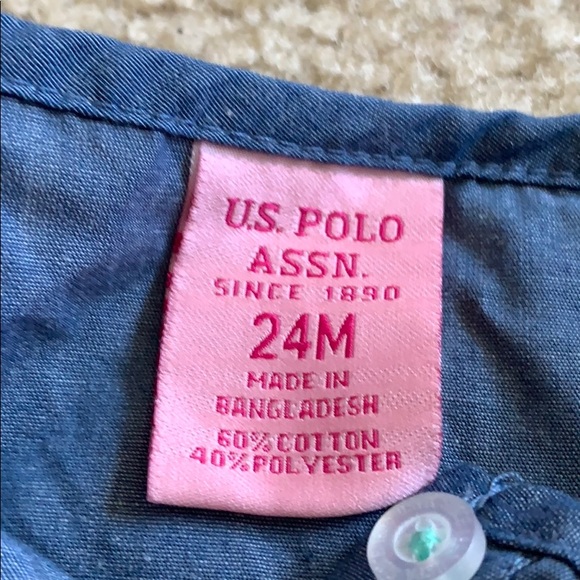 U.S. POLO
ASSN.
SINCE 1890
24M
MADE IN
BANGLADESH
60%COTTON
40%POLYESTER